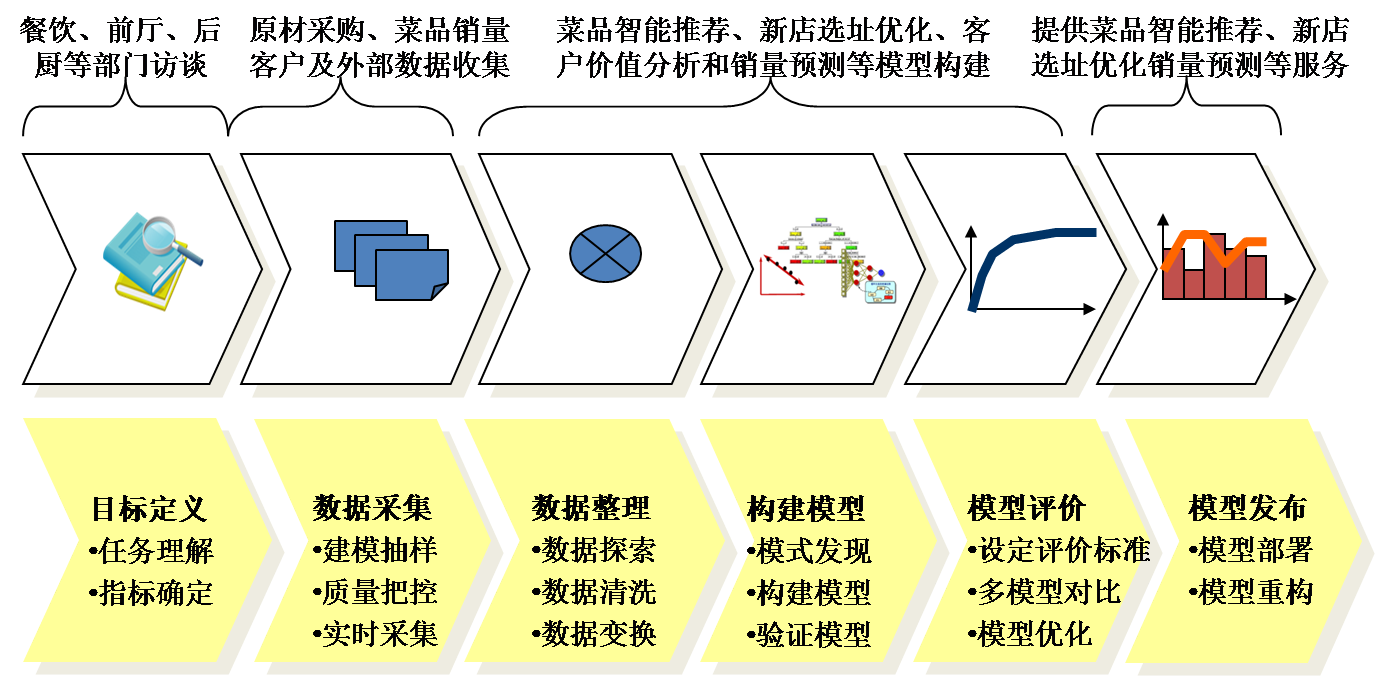 餐饮、前厅、后
厨等部门访谈
原材采购、菜品销量
客户及外部数据收集
菜品智能推荐、新店选址优化、客
户价值分析和销量预测等模型构建
提供菜品智能推荐、新店
选址优化销量预测等服务
目标定义
•任务理解
•指标确定
数据采集
•建模抽样
•质量把控
•实时采集
数据整理
•数据探索
•数据清洗
•数据变换
构建模型
•模式发现
•构建模型
•验证模型
模型评价
•设定评价标准
•多模型对比
•模型优化
模型发布
•模型部署
•模型重构